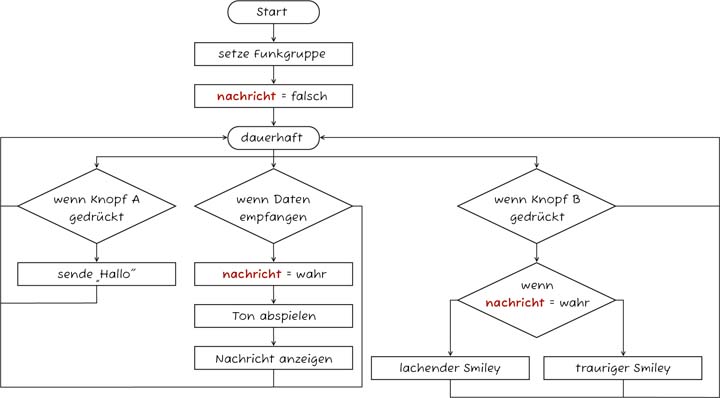 Start
setze Funkgruppe
nachricht = falsch
dauerhaft
wenn Knopf A
gedrückt
wenn Daten
empfangen
wenn Knopf B
gedrückt
sende „Hallo“
nachricht = wahr
wenn
nachricht = wahr
Ton abspielen
Nachricht anzeigen
lachender Smiley
trauriger Smiley